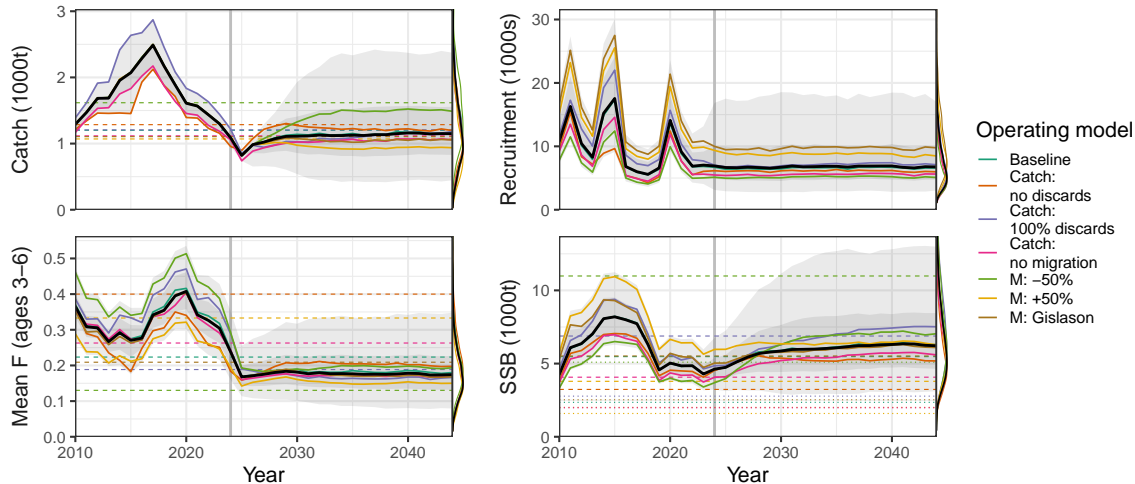 Catch (1000t)
3
2
1
0
Recruitment (1000s)
30
20
10
0
Mean F (ages 3−6)
0.5
0.4
0.3
0.2
0.1
0.0
2010
2020
2030
2040
Year
SSB (1000t)
10
5
0
2010
2020
2030
2040
Year
Operating model
Baseline
Catch:
no discards
Catch:
100% discards
Catch:
no migration
M: −50%
M: +50%
M: Gislason